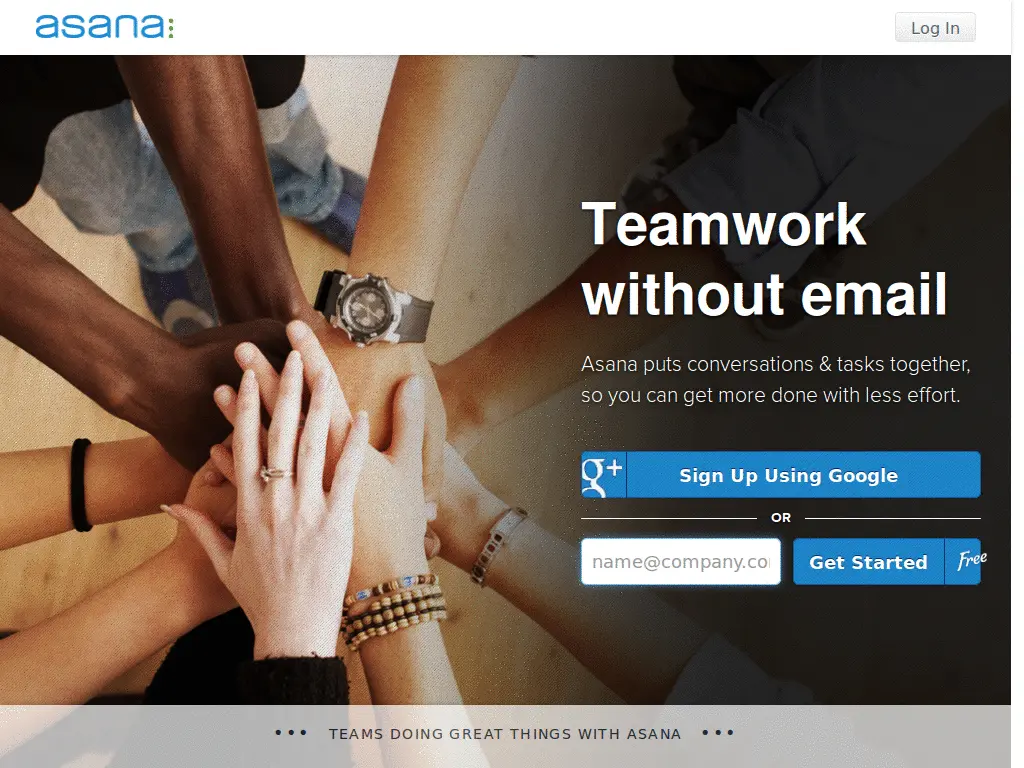 asana
Log In
Teamwork
without email
Asana puts conversations & tasks together,
so you can get more done with less effort.
g+ Sign Up Using Google
OR
name@company.co
Get Started Free
••• TEAMS DOING GREAT THINGS WITH ASANA •••